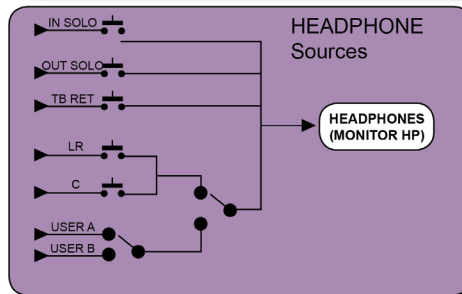 HEADPHONE
Sources
IN SOLO
OUT SOLO
TB RET
HEADPHONES
(MONITOR HP)
LR
C
USER A
USER B